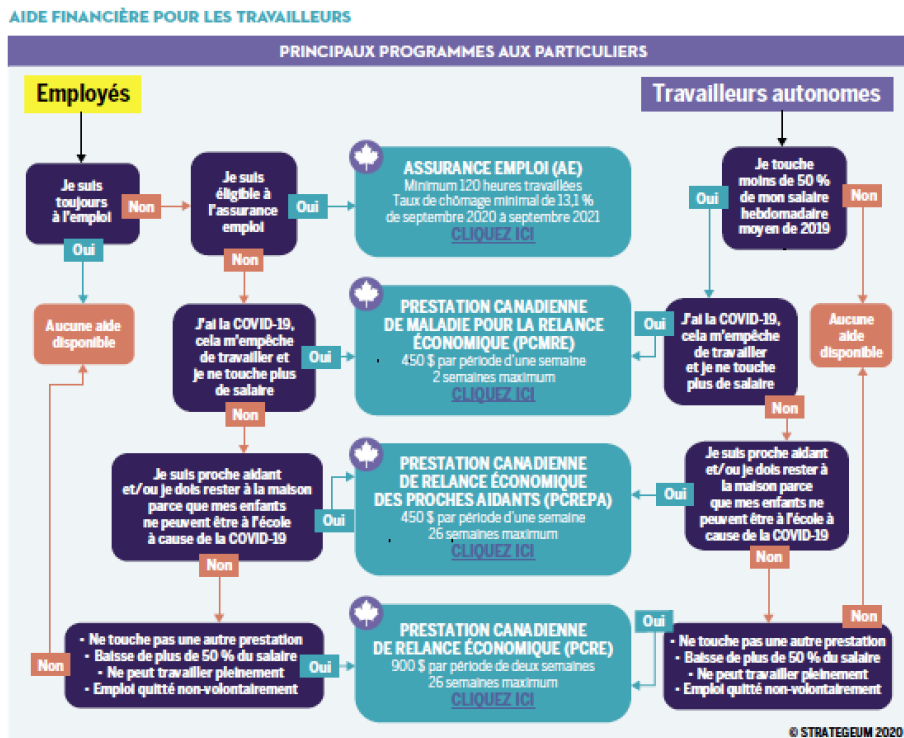 AIDE FINANCIÈRE POUR LES TRAVAILLEURS
PRINCIPAUX PROGRAMMES AUX PARTICULIERS
Employés
Travailleurs autonomes
Je suis
toujours
à l'emploi
Non
Oui
Je suis
éligible à
l'assurance
emploi
Oui
Non
ASSURANCE EMPLOI (AE)
Minimum 120 heures travaillées
Taux de chômage minimal de 13,1 %
de septembre 2020 à septembre 2021
CLIQUEZ ICI
Je touche
moins de 50 %
de mon salaire
hebdomadaire
moyen de 2019
Oui
Non
Aucune aide
disponible
J'ai la COVID-19,
cela m'empêche
de travailler et
je ne touche plus
de salaire
Oui
Non
PRESTATION CANADIENNE
DE MALADIE POUR LA RELANCE
ÉCONOMIQUE (PCMRE)
450 $ par période d'une semaine
2 semaines maximum
CLIQUEZ ICI
Oui
J'ai la COVID-19,
cela m'empêche
de travailler
et je ne touche
plus de salaire
Non
Aucune
aide
disponible
Je suis proche aidant
et/ou je dois rester à la maison
parce que mes enfants
ne peuvent être à l'école
à cause de la COVID-19
Oui
Non
PRESTATION CANADIENNE
DE RELANCE ÉCONOMIQUE
DES PROCHES AIDANTS (PCREPA)
450 $ par période d'une semaine
26 semaines maximum
CLIQUEZ ICI
Oui
Je suis proche aidant
et/ou je dois rester à
la maison parce
que mes enfants ne
peuvent être à l'école à
cause de la COVID-19
Non
Non
• Ne touche pas une autre prestation
• Baisse de plus de 50 % du salaire
• Ne peut travailler pleinement
• Emploi quitté non-volontairement
Oui
PRESTATION CANADIENNE
DE RELANCE ÉCONOMIQUE (PCRE)
900 $ par période de deux semaines
26 semaines maximum
CLIQUEZ ICI
Oui
Non
• Ne touche pas une autre prestation
• Baisse de plus de 50 % du salaire
• Ne peut travailler pleinement
• Emploi quitté non-volontairement
© STRATEGEUM 2020